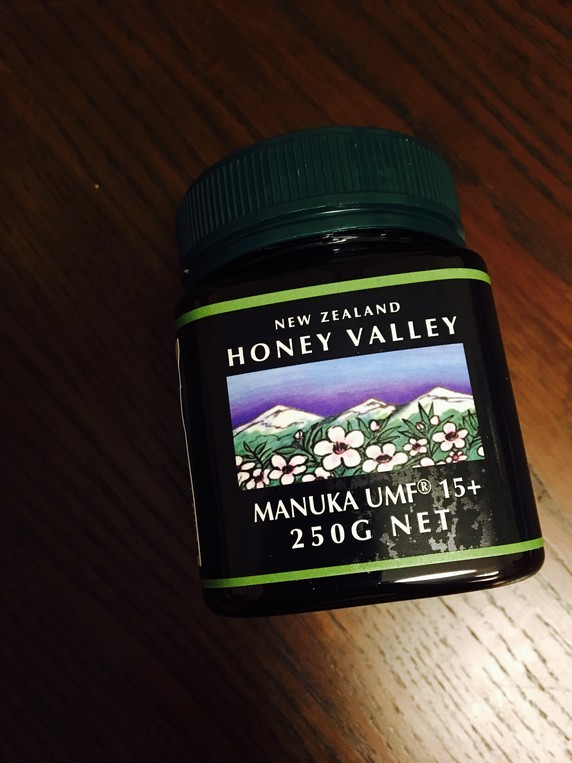 NEW ZEALAND
HONEY VALLEY
MANUKA UMF® 15+
250G NET